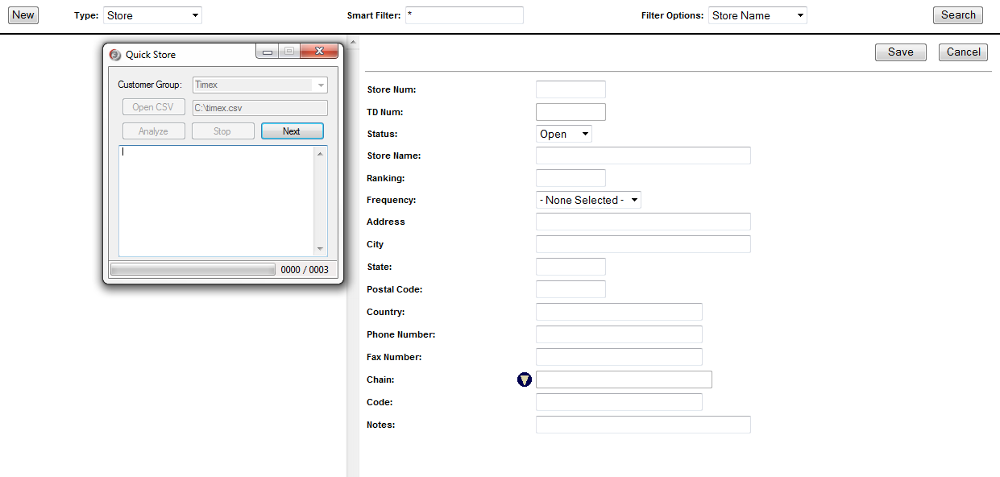 New Type: Store Smart Filter: * Filter Options: Store Name Search
Quick Store
Customer Group: Timex
Open CSV C:\timex.csv
Analyze Stop Next
0000 / 0003
Save Cancel
Store Num:
TD Num:
Status: Open
Store Name:
Ranking:
Frequency: - None Selected -
Address
City
State:
Postal Code:
Country:
Phone Number:
Fax Number:
Chain:
Code:
Notes: